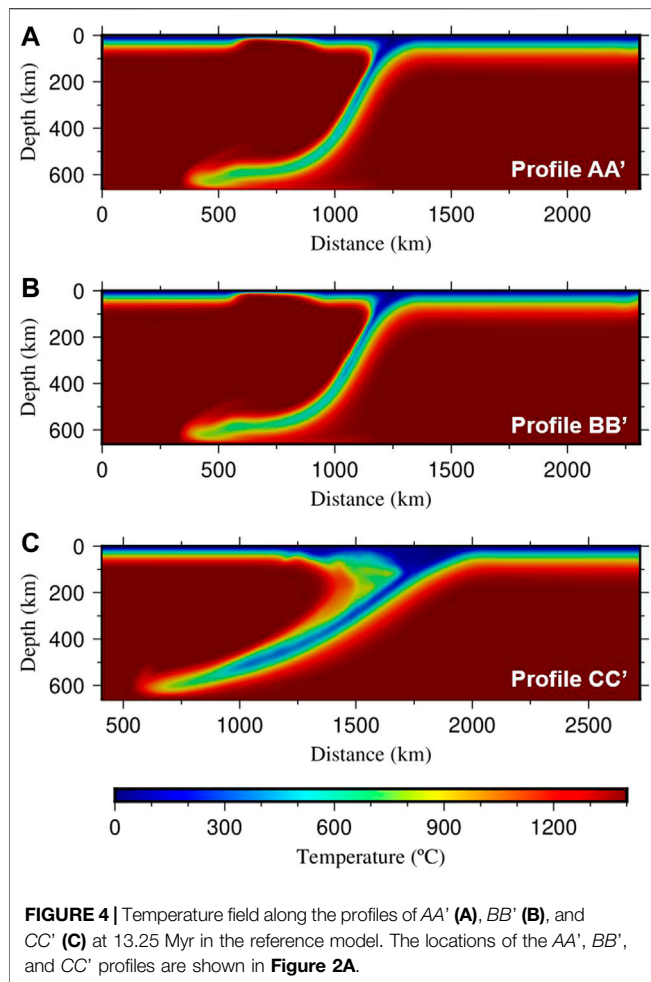 A
0
200
400
600
Depth (km)
Profile AA'
0 500 1000 1500 2000
Distance (km)
B
0
200
400
600
Depth (km)
Profile BB'
0 500 1000 1500 2000
Distance (km)
C
0
200
400
600
Depth (km)
Profile CC'
500 1000 1500 2000 2500
Distance (km)
0 300 600 900 1200
Temperature (ºC)
FIGURE 4 | Temperature field along the profiles of AA' (A), BB' (B), and
CC' (C) at 13.25 Myr in the reference model. The locations of the AA', BB',
and CC' profiles are shown in Figure 2A.